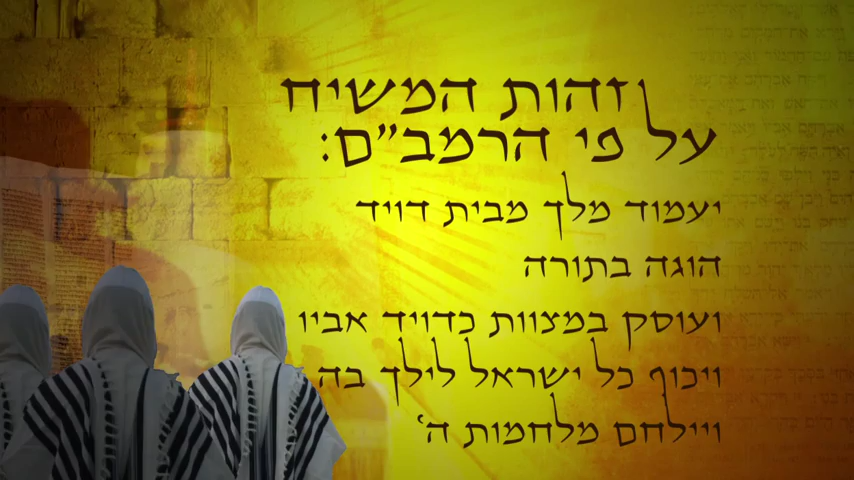 זהות המשיח
על פי הרמב״ם:
יעמוד מלך מבית דויד
הוגה בתורה
ועוסק במצוות כדויד אביו
ויכוף כל ישראל לילך בה
ויילחם מלחמות ה'